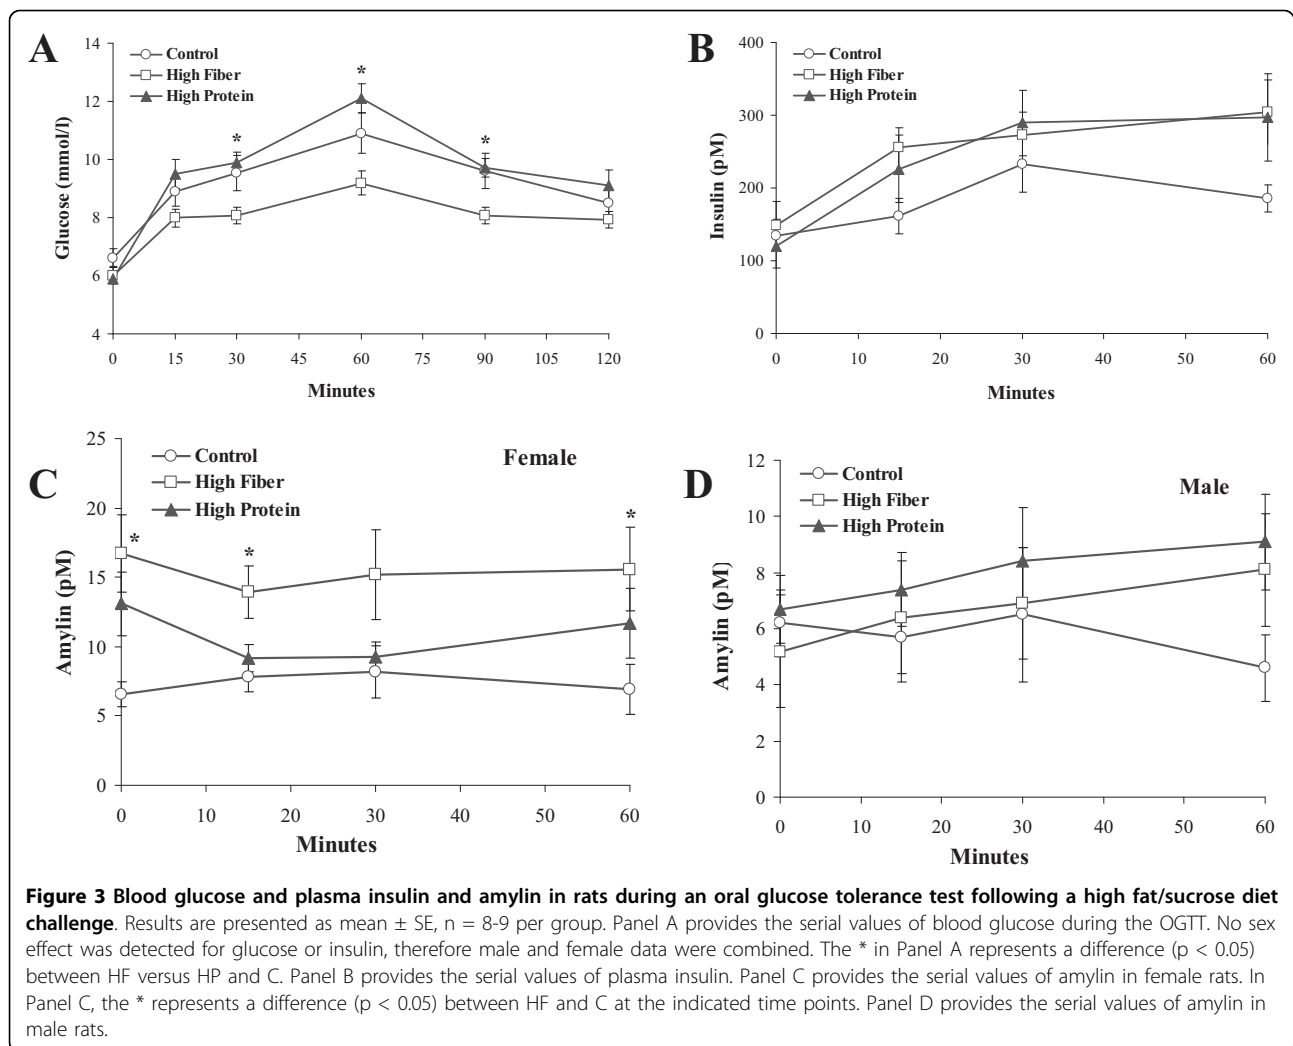 A
14
12
10
8
6
4
Glucose (mmol/l)
Control
High Fiber
High Protein
*
*
*
0 15 30 45 60 75 90 105 120
Minutes
B
400
300
200
100
0
Insulin (pM)
Control
High Fiber
High Protein
0 10 20 30 40 50 60
Minutes
C
25
20
15
10
5
0
Amylin (pM)
Control
High Fiber
High Protein
Female
*
*
*
0 10 20 30 40 50 60
Minutes
D
12
10
8
6
4
2
0
Amylin (pM)
Control
High Fiber
High Protein
Male
0 10 20 30 40 50 60
Minutes
Figure 3 Blood glucose and plasma insulin and amylin in rats during an oral glucose tolerance test following a high fat/sucrose diet
challenge. Results are presented as mean ± SE, n = 8-9 per group. Panel A provides the serial values of blood glucose during the OGTT. No sex
effect was detected for glucose or insulin, therefore male and female data were combined. The * in Panel A represents a difference (p < 0.05)
between HF versus HP and C. Panel B provides the serial values of plasma insulin. Panel C provides the serial values of amylin in female rats. In
Panel C, the * represents a difference (p < 0.05) between HF and C at the indicated time points. Panel D provides the serial values of amylin in
male rats.